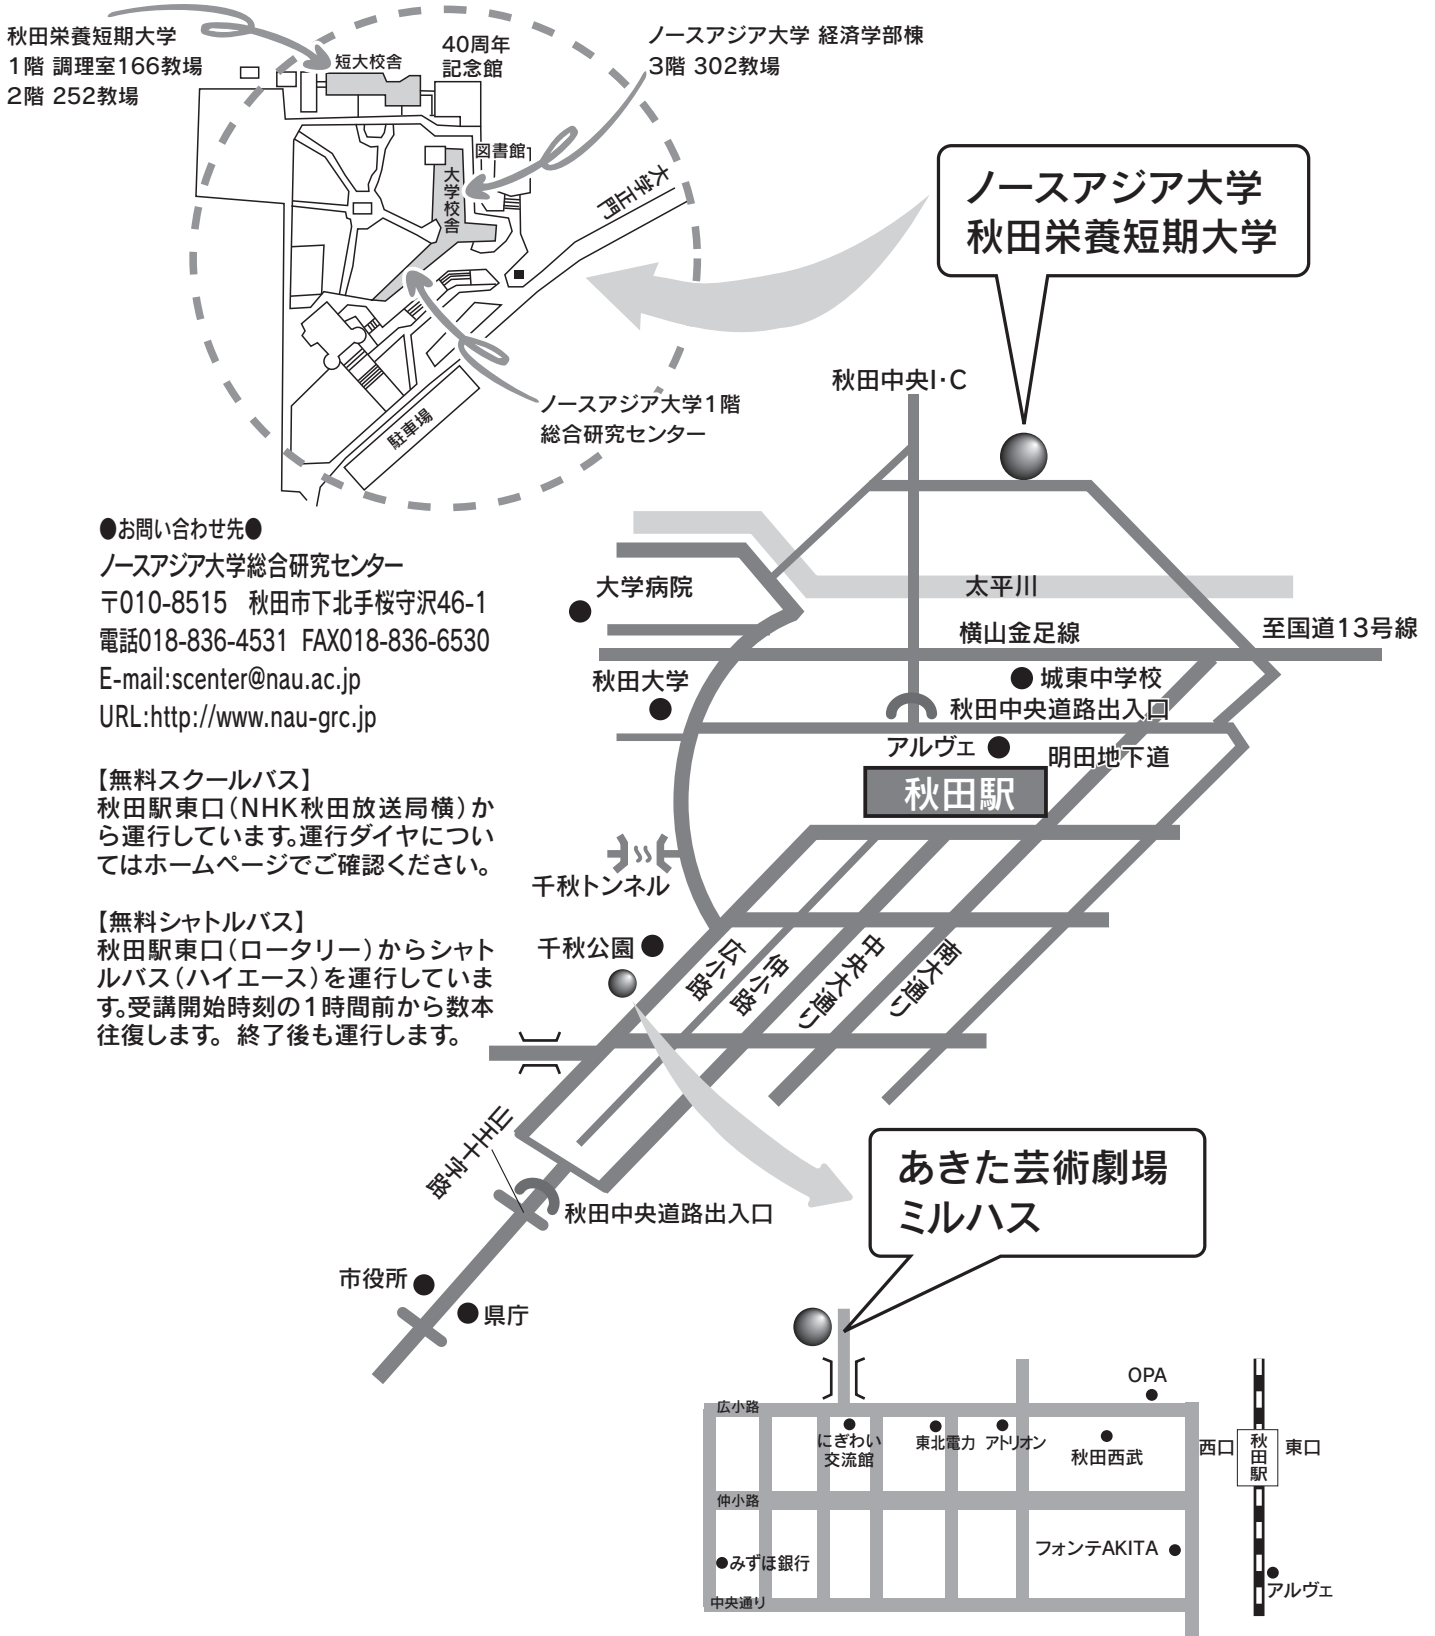 秋田栄養短期大学
1階 調理室166教場
2階 252教場
短大校舎
40周年
記念館
ノースアジア大学 経済学部棟
3階 302教場
図書館
大学校舎
大学正門
ノースアジア大学1階
総合研究センター
駐車場
ノースアジア大学
秋田栄養短期大学
●お問い合わせ先●
ノースアジア大学総合研究センター
〒010-8515 秋田市下北手桜守沢46-1
電話018-836-4531 FAX018-836-6530
E-mail:scenter@nau.ac.jp
URL:http://www.nau-grc.jp
【無料スクールバス】
秋田駅東口(NHK秋田放送局横)か
ら運行しています。運行ダイヤについ
てはホームページでご確認ください。
【無料シャトルバス】
秋田駅東口(ロータリー)からシャト
ルバス(ハイエース)を運行していま
す。受講開始時刻の1時間前から数本
往復します。 終了後も運行します。
秋田中央I・C
大学病院
太平川
横山金足線
至国道13号線
秋田大学
城東中学校
秋田中央道路出入口
アルヴェ
明田地下道
秋田駅
千秋トンネル
千秋公園
広小路
仲小路
中央大通り
南大通り
山王十字路
秋田中央道路出入口
市役所
県庁
あきた芸術劇場
ミルハス
OPA
広小路
にぎわい
交流館
東北電力
アトリオン
秋田西武
西口
秋田駅
東口
仲小路
みずほ銀行
フォンテAKITA
アルヴェ
中央通り